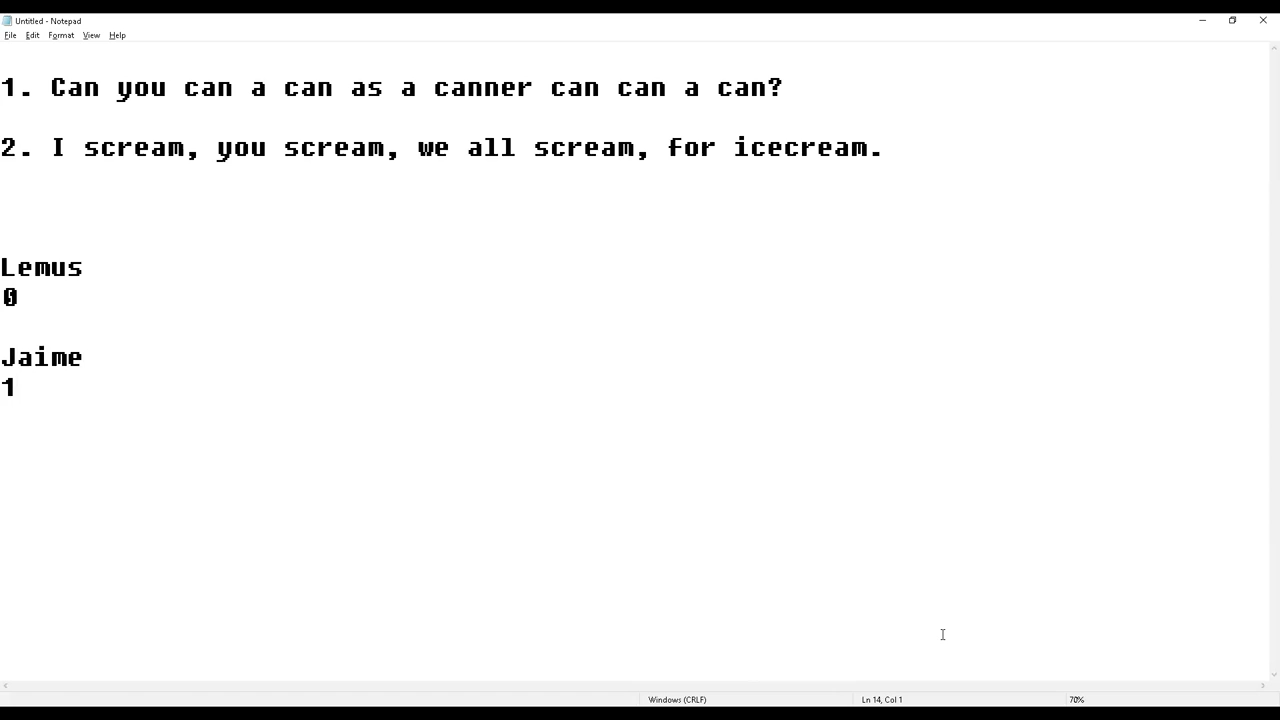 Untitled - Notepad
File Edit Format View Help
1. Can you can a can as a canner can can a can?
2. I scream, you scream, we all scream, for icecream.
Lemus
0
Jaime
1
Windows (CRLF) Ln 14, Col 1 70%